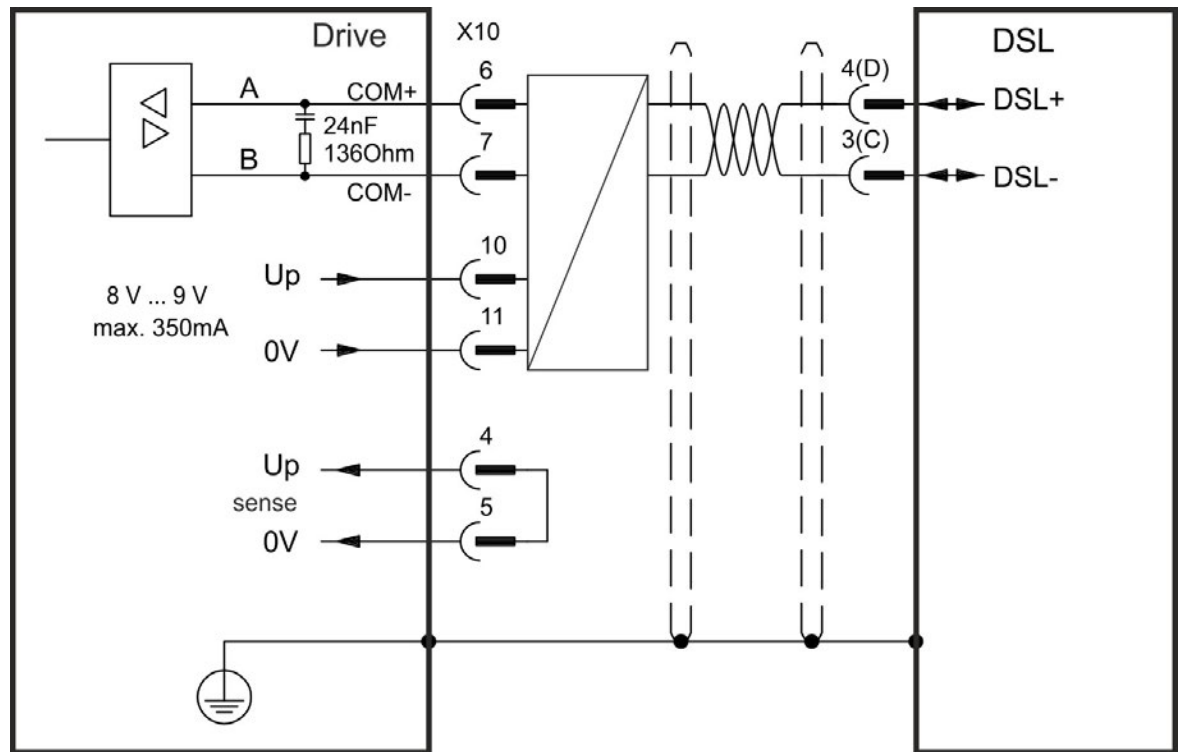 Drive
X10
DSL
A
COM+
6
4(D)
DSL+
24nF
136Ohm
7
3(C)
B
COM-
DSL-
10
Up
8 V ... 9 V
max. 350mA
11
0V
4
Up
sense
5
0V